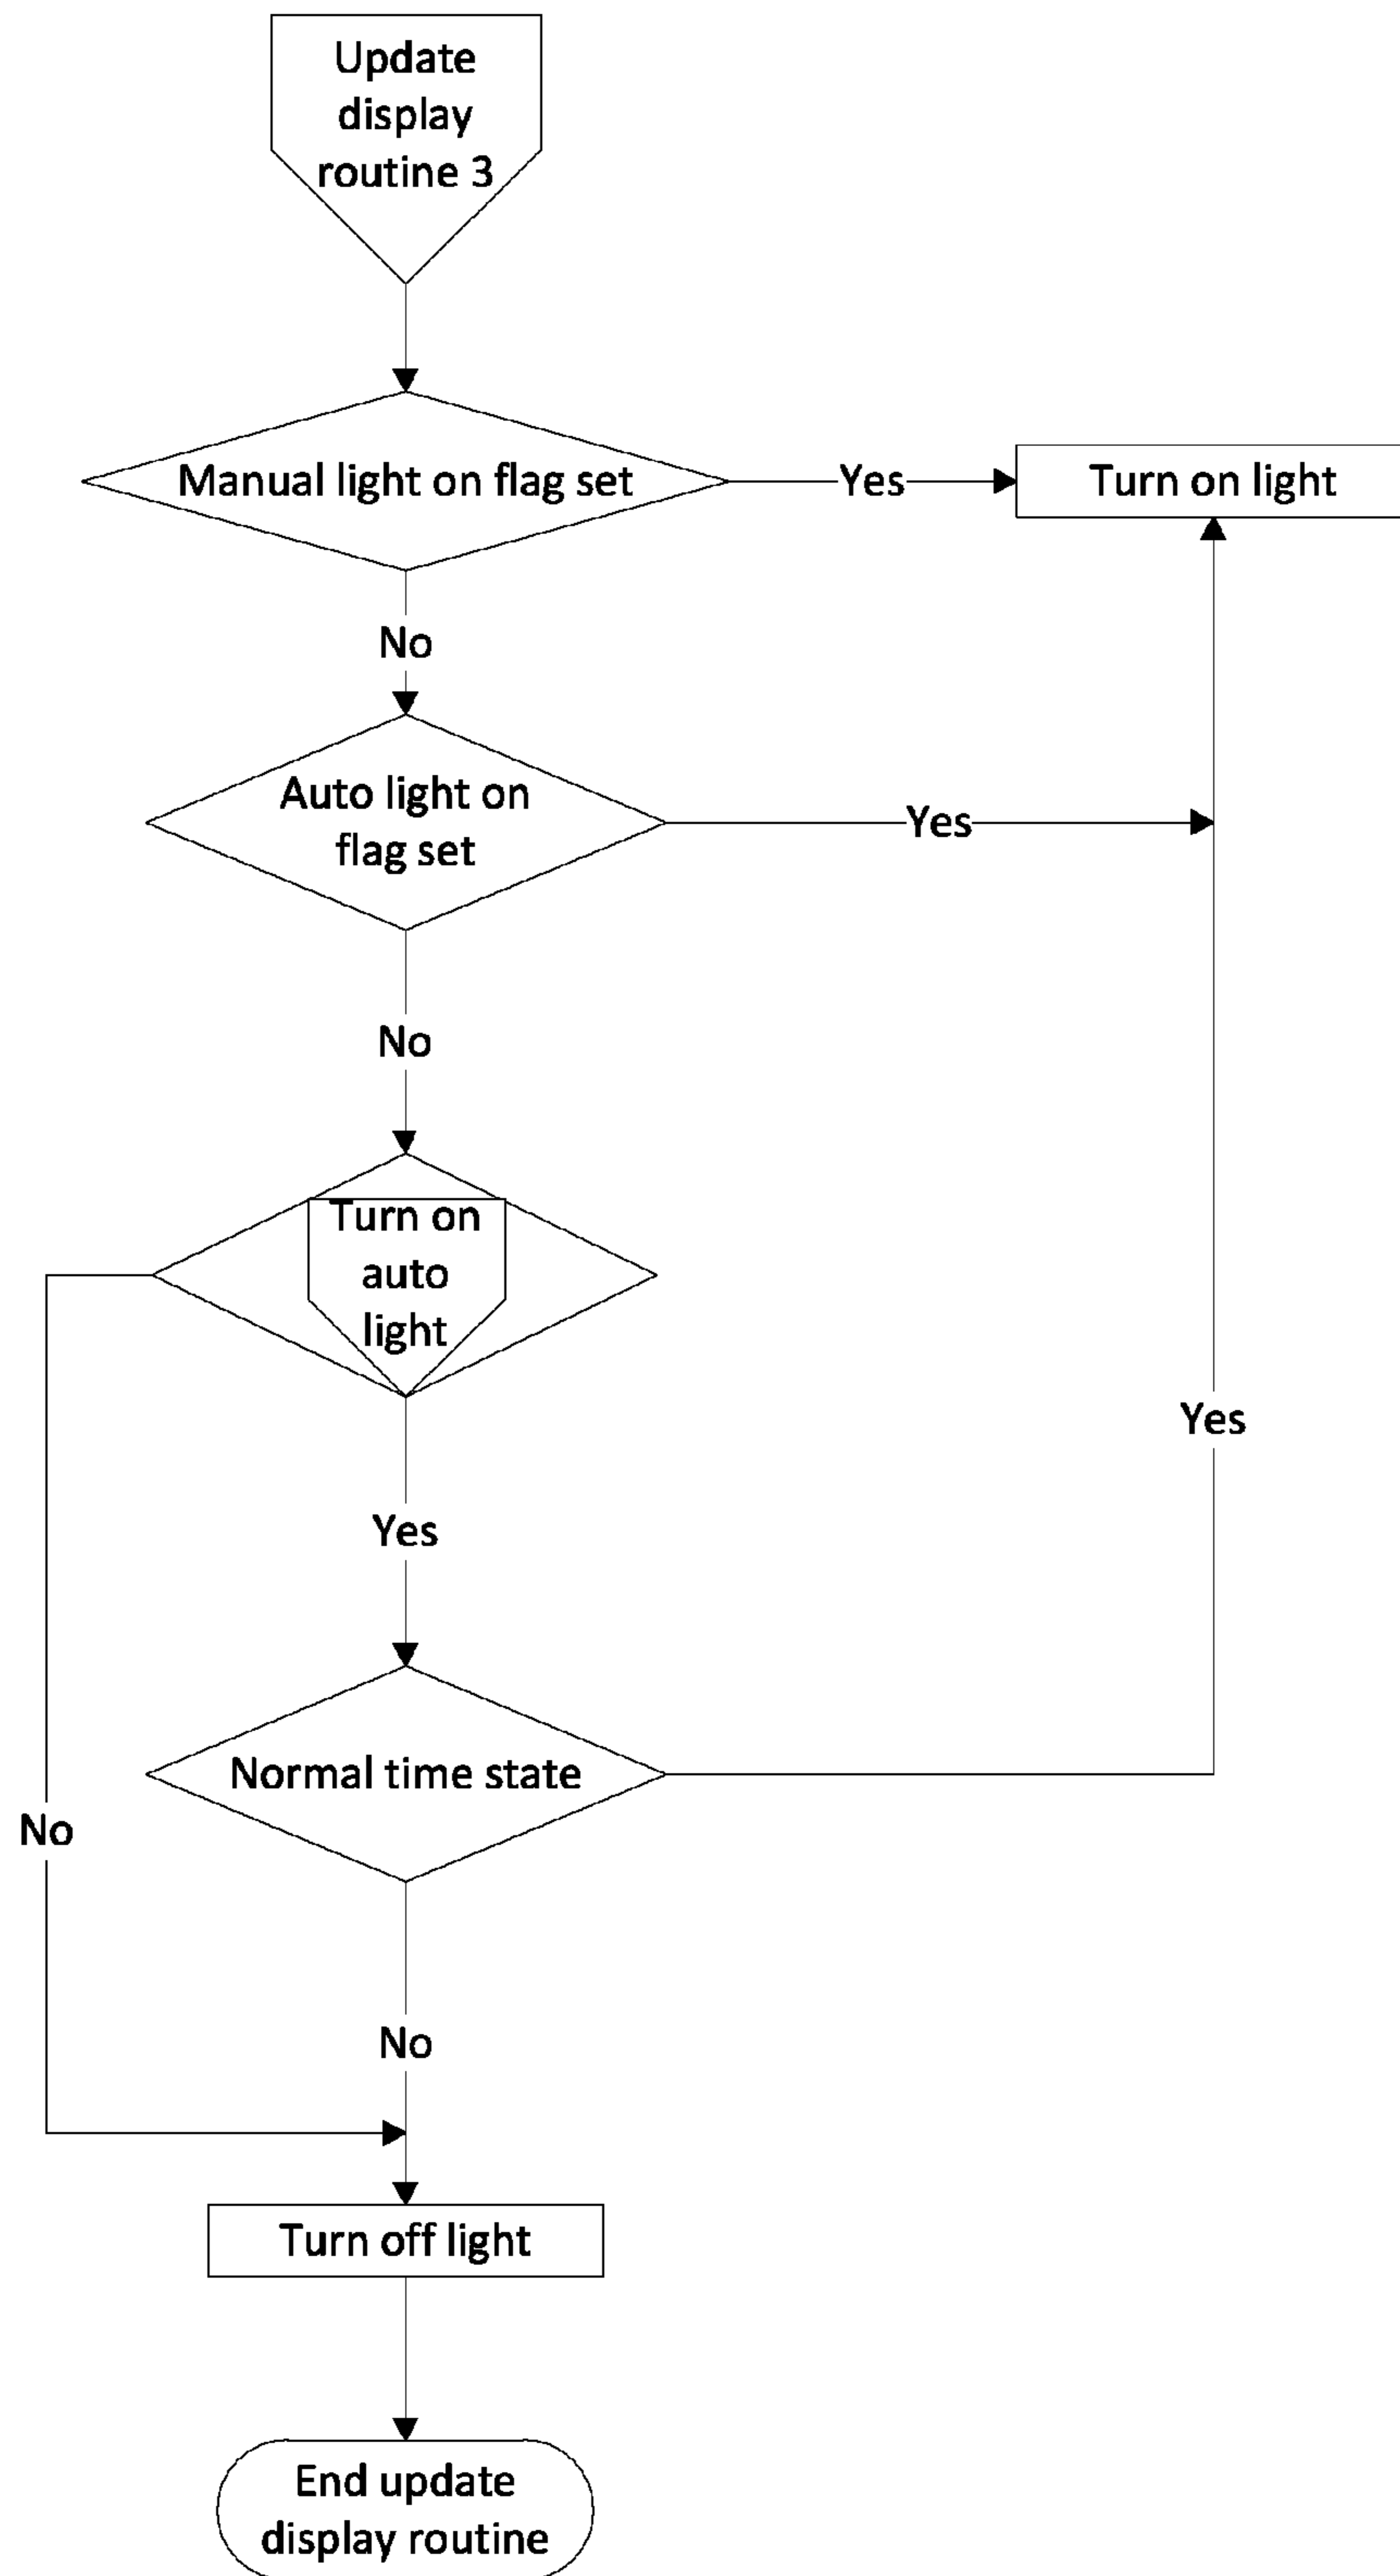 Update
display
routine 3
Manual light on flag set
Yes
Turn on light
No
Auto light on
flag set
Yes
No
Turn on
auto
light
Yes
Yes
Normal time state
No
No
Turn off light
End update
display routine